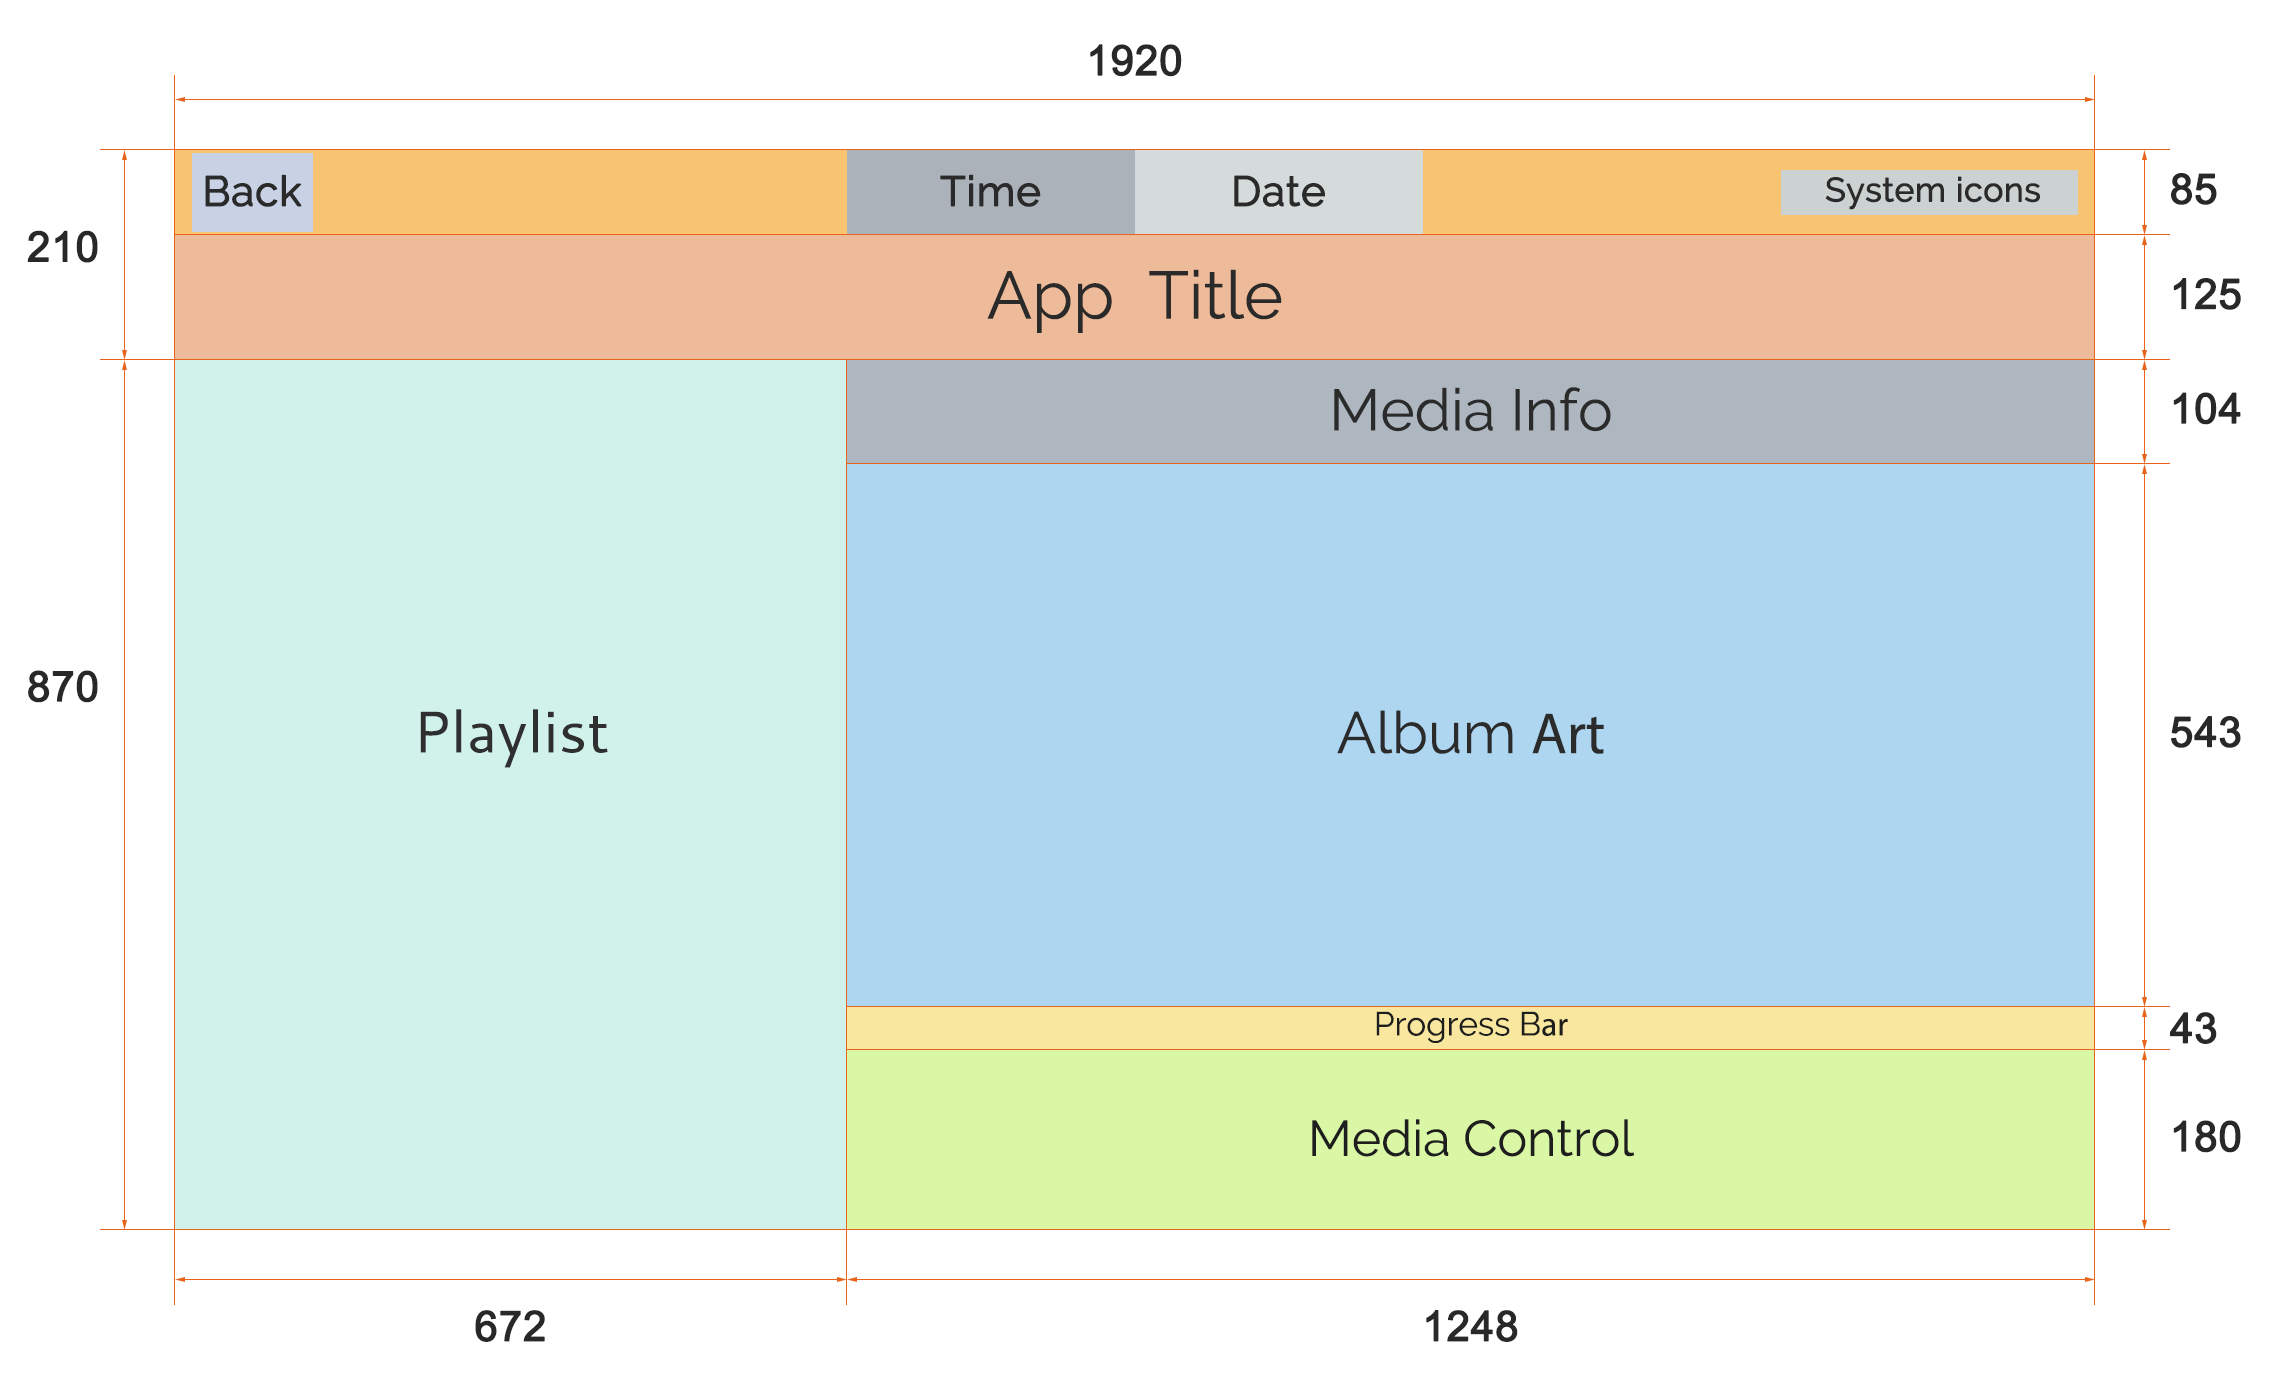 1920
Back
Time
Date
System icons
85
210
App Title
125
Media Info
104
870
Playlist
Album Art
543
Progress Bar
43
Media Control
180
672
1248